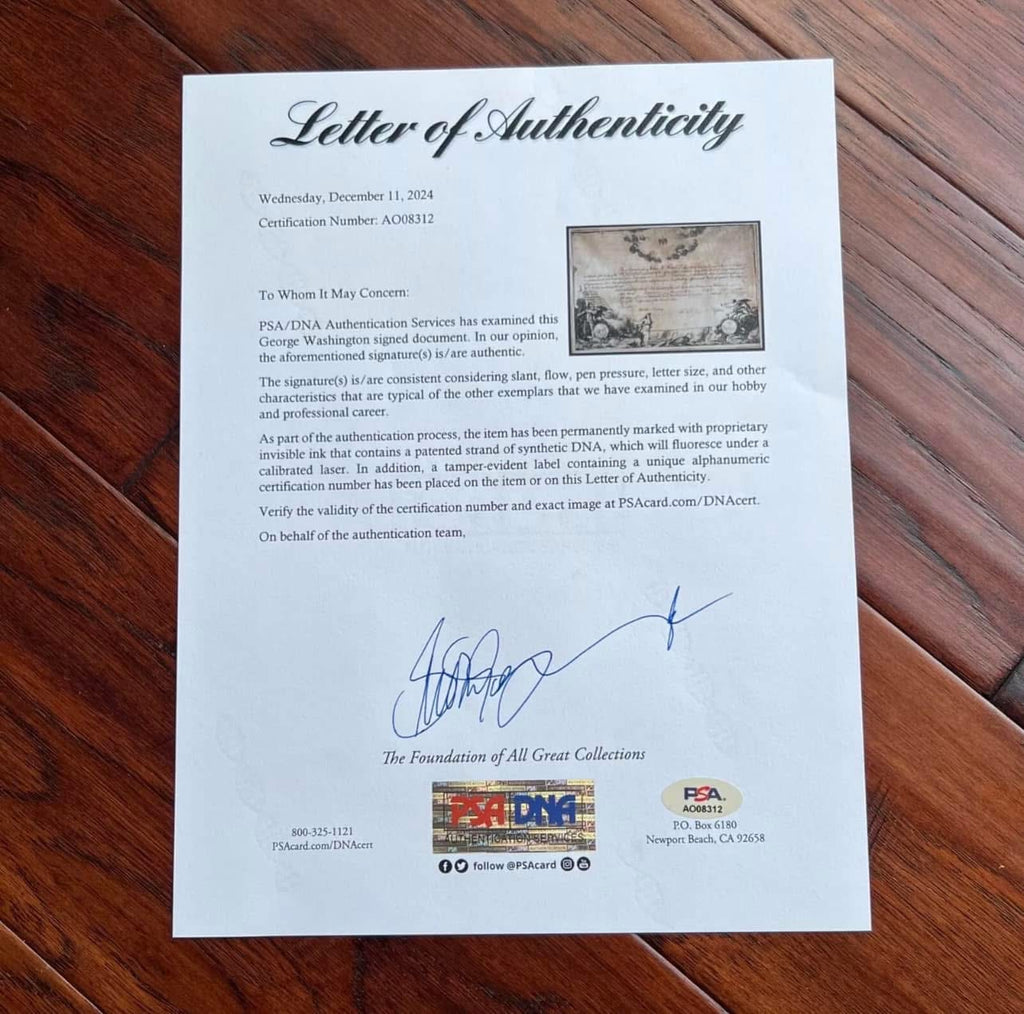 Letter of Authenticity
Wednesday, December 11, 2024
Certification Number: AO08312
To Whom It May Concern:
PSA/DNA Authentication Services has examined this
George Washington signed document. In our opinion,
the aforementioned signature(s) is/are authentic.
The signature(s) is/are consistent considering slant, flow, pen pressure, letter size, and other
characteristics that are typical of the other exemplars that we have examined in our hobby
and professional career.
As part of the authentication process, the item has been permanently marked with proprietary
invisible ink that contains a patented strand of synthetic DNA, which will fluoresce under a
calibrated laser. In addition, a tamper-evident label containing a unique alphanumeric
certification number has been placed on the item or on this Letter of Authenticity.
Verify the validity of the certification number and exact image at PSAcard.com/DNAcert.
On behalf of the authentication team,
The Foundation of All Great Collections
800-325-1121
PSAcard.com/DNAcert
PSA DNA
AUTHENTICATION SERVICES
follow @PSAcard
PSA.
AO08312
P.O. Box 6180
Newport Beach, CA 92658